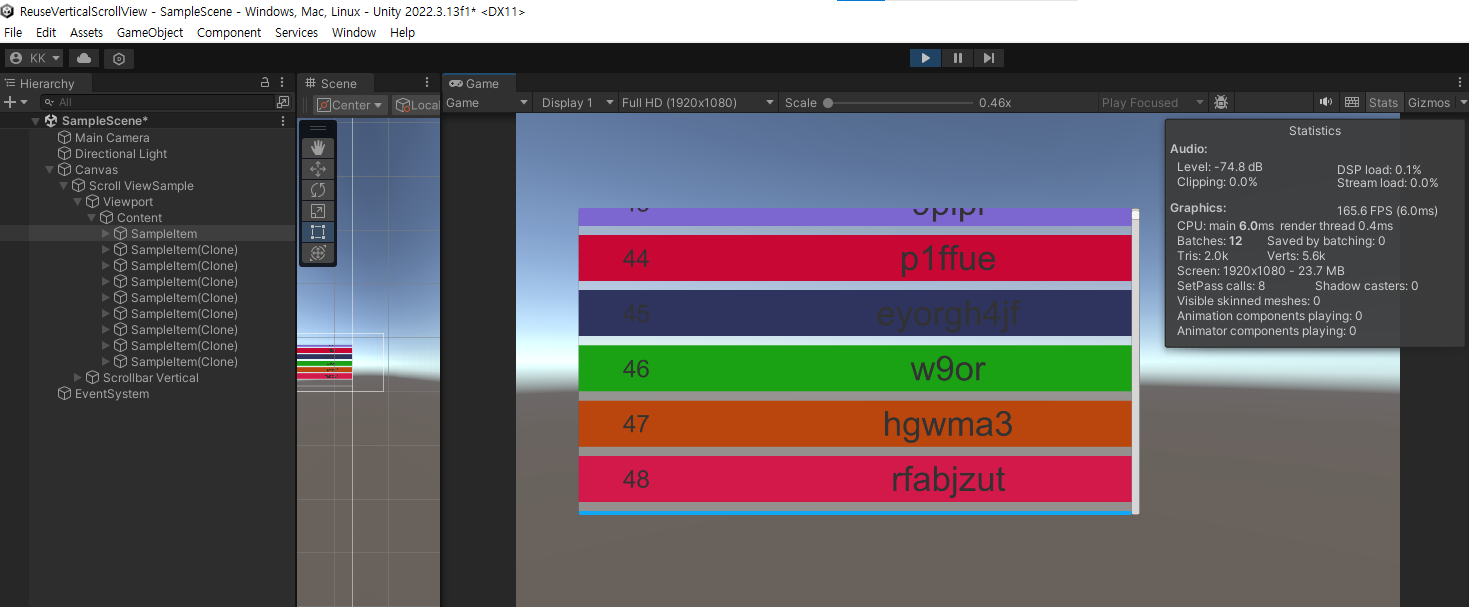 ReuseVerticalScrollView - SampleScene - Windows, Mac, Linux - Unity 2022.3.13f1* <DX11>
File Edit Assets GameObject Component Services Window Help
KK
Hierarchy
All
SampleScene*
Main Camera
Directional Light
Canvas
Scroll ViewSample
Viewport
Content
SampleItem
SampleItem(Clone)
SampleItem(Clone)
SampleItem(Clone)
SampleItem(Clone)
SampleItem(Clone)
SampleItem(Clone)
SampleItem(Clone)
SampleItem(Clone)
Scrollbar Vertical
EventSystem
Scene
Center Local
Game
Game Display 1 Full HD (1920x1080) Scale 0.46x Play Focused Stats Gizmos
44 p1ffue
45 eyorgh4jf
46 w9or
47 hgwma3
48 rfabjzut
Statistics
Audio:
Level: -74.8 dB DSP load: 0.1%
Clipping: 0.0% Stream load: 0.0%
Graphics: 165.6 FPS (6.0ms)
CPU: main 6.0ms render thread 0.4ms
Batches: 12 Saved by batching: 0
Tris: 2.0k Verts: 5.6k
Screen: 1920x1080 - 23.7 MB
SetPass calls: 8 Shadow casters: 0
Visible skinned meshes: 0
Animation components playing: 0
Animator components playing: 0